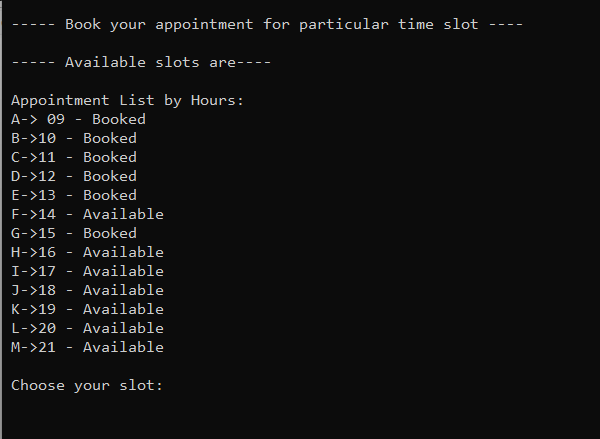 ----- Book your appointment for particular time slot ----
----- Available slots are----
Appointment List by Hours:
A-> 09 - Booked
B->10 - Booked
C->11 - Booked
D->12 - Booked
E->13 - Booked
F->14 - Available
G->15 - Booked
H->16 - Available
I->17 - Available
J->18 - Available
K->19 - Available
L->20 - Available
M->21 - Available
Choose your slot: